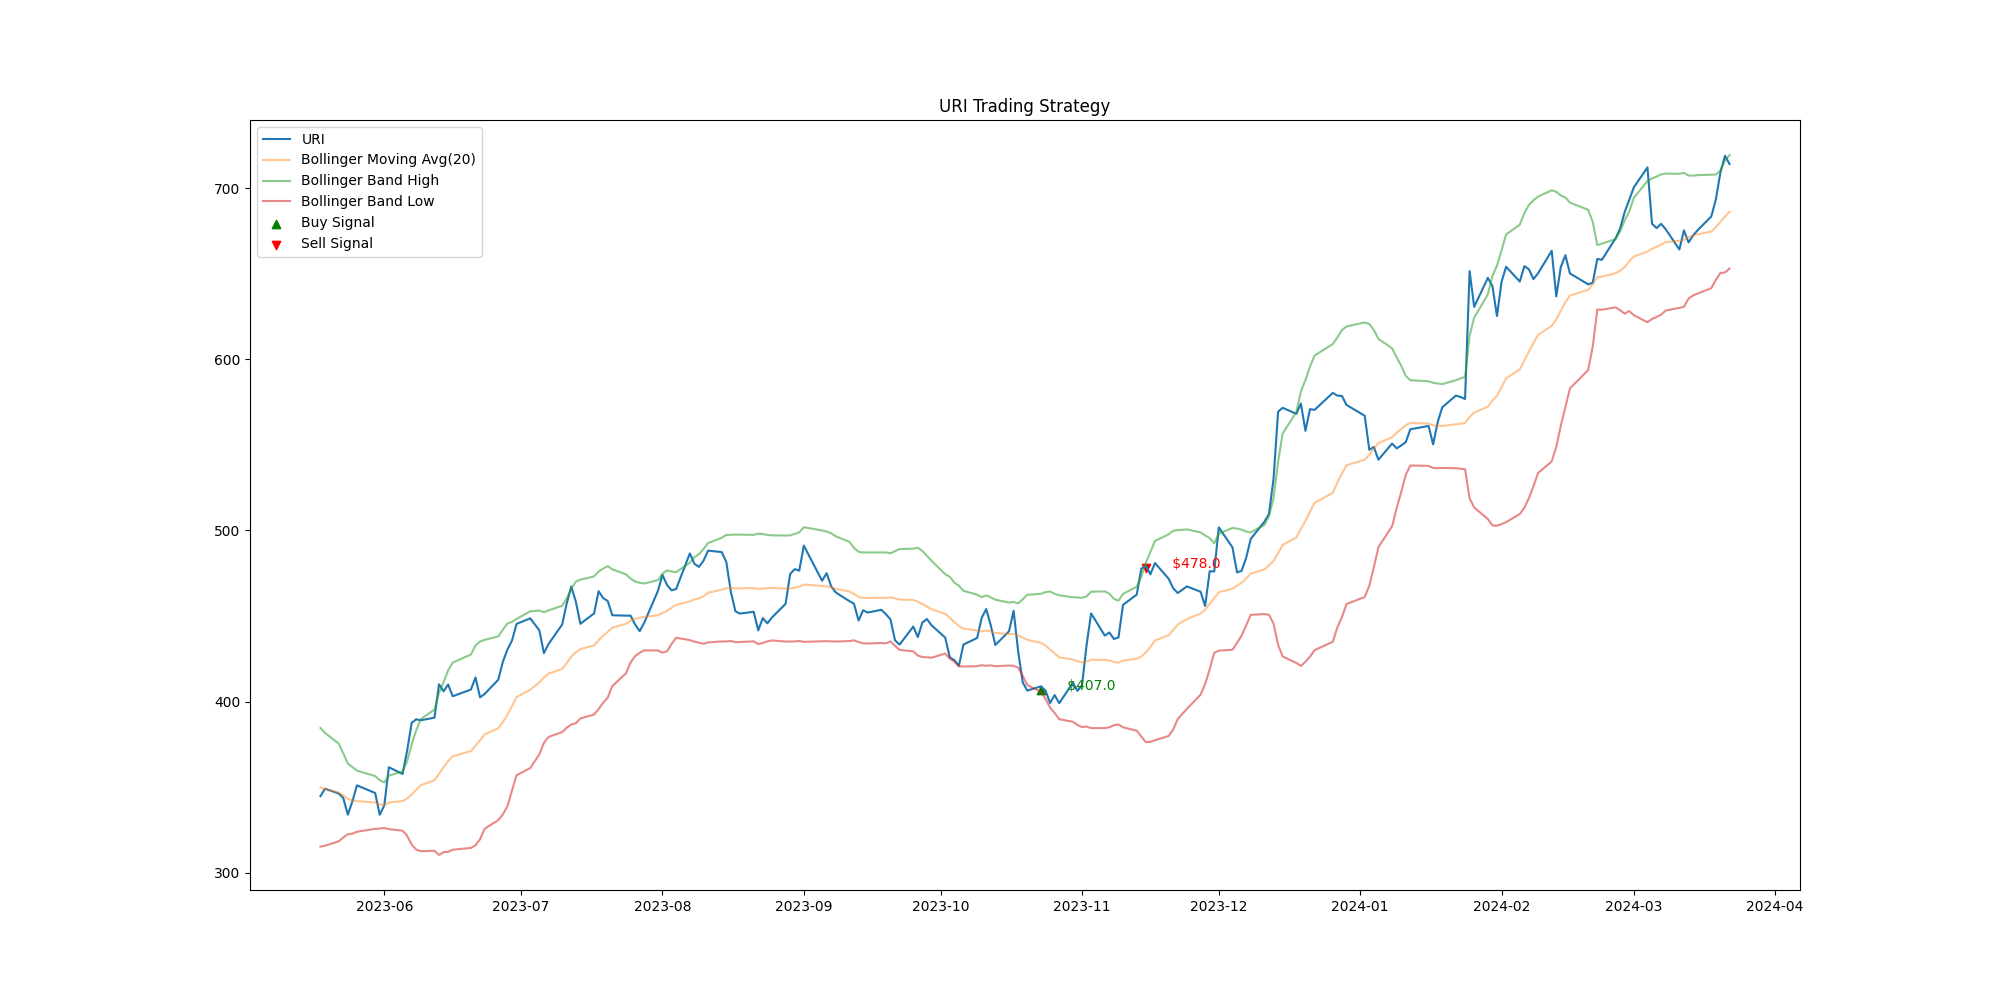 URI Trading Strategy
URI
Bollinger Moving Avg(20)
Bollinger Band High
Bollinger Band Low
Buy Signal
Sell Signal
700
600
500
400
300
$478.0
$407.0
2023-06 2023-07 2023-08 2023-09 2023-10 2023-11 2023-12 2024-01 2024-02 2024-03 2024-04